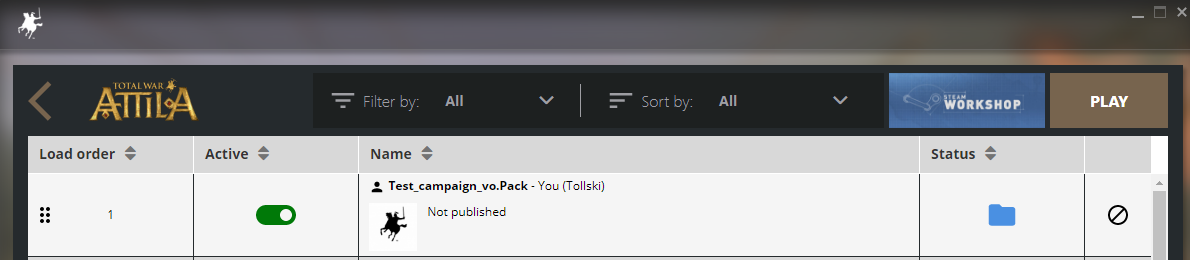 TOTAL WAR
ATTILA
Filter by: All
Sort by: All
STEAM
WORKSHOP
PLAY
Load order Active Name Status
Test_campaign_vo.Pack - You (Tollski)
1
Not published